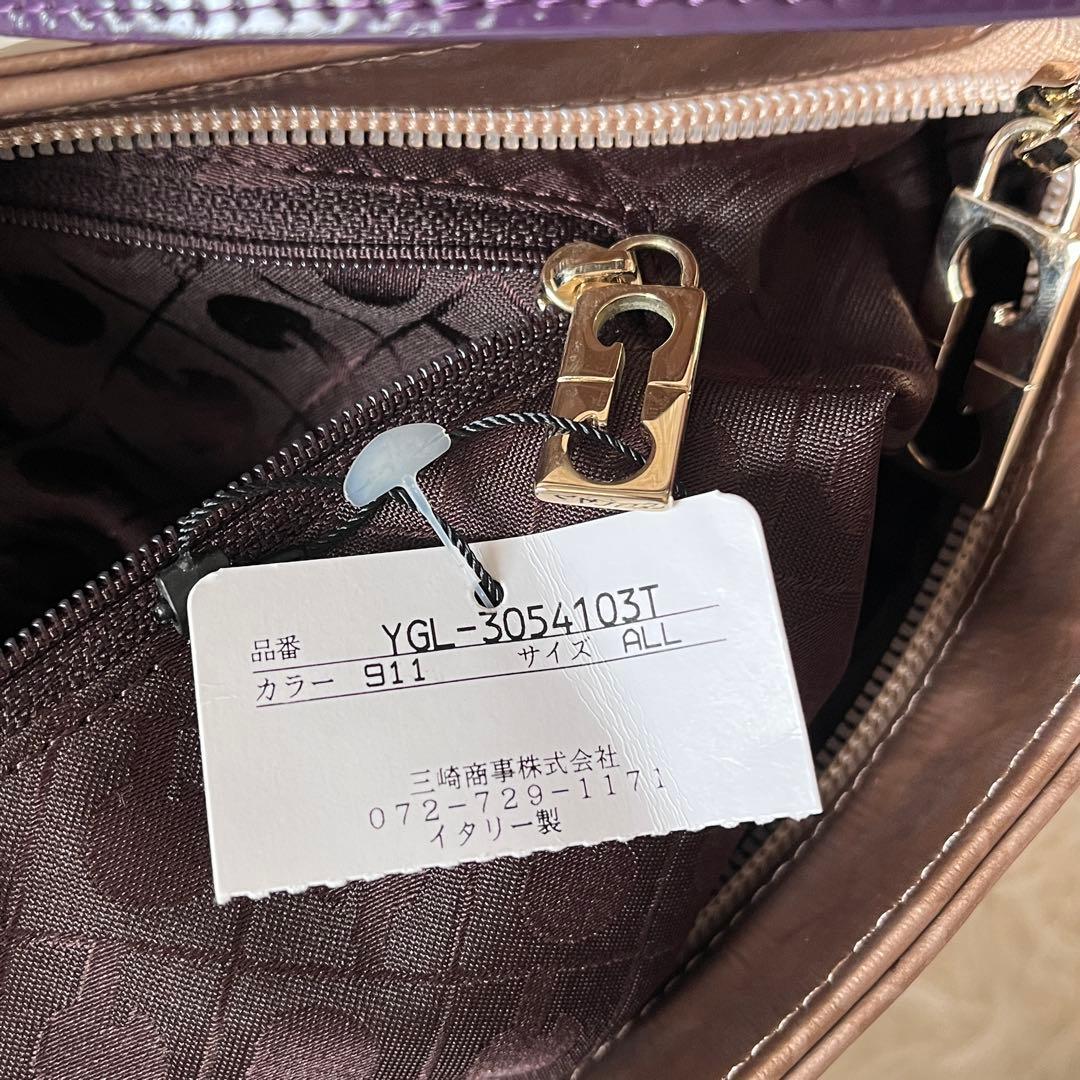 品番 YGL-3054103T
カラー 911 サイズ ALL
三崎商事株式会社
072-729-1171
イタリー製